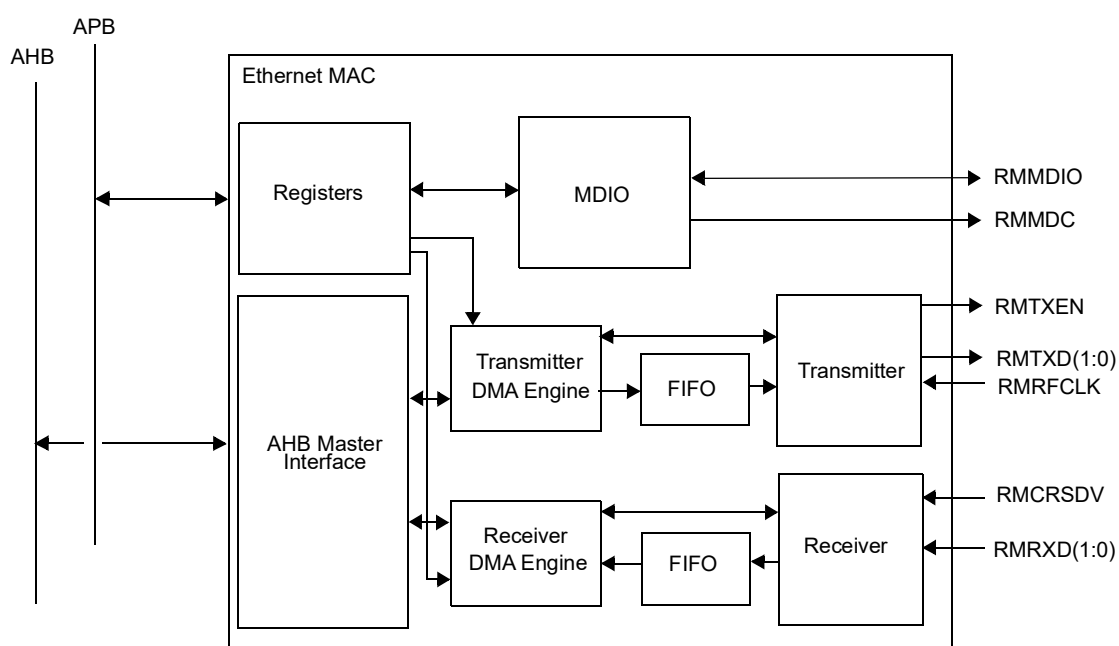 APB
AHB
Ethernet MAC
Registers
MDIO
RMMDIO
RMMDC
RMTXEN
Transmitter
DMA Engine
FIFO
Transmitter
RMTXD(1:0)
RMRFCLK
AHB Master
Interface
RMCRSDV
Receiver
DMA Engine
FIFO
Receiver
RMRXD(1:0)